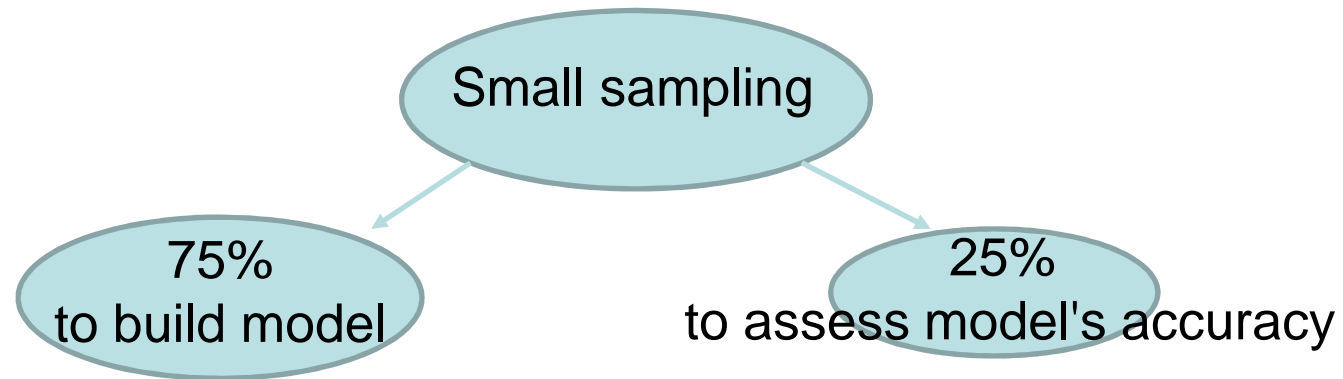 Small sampling
75%
to build model
25%
to assess model's accuracy